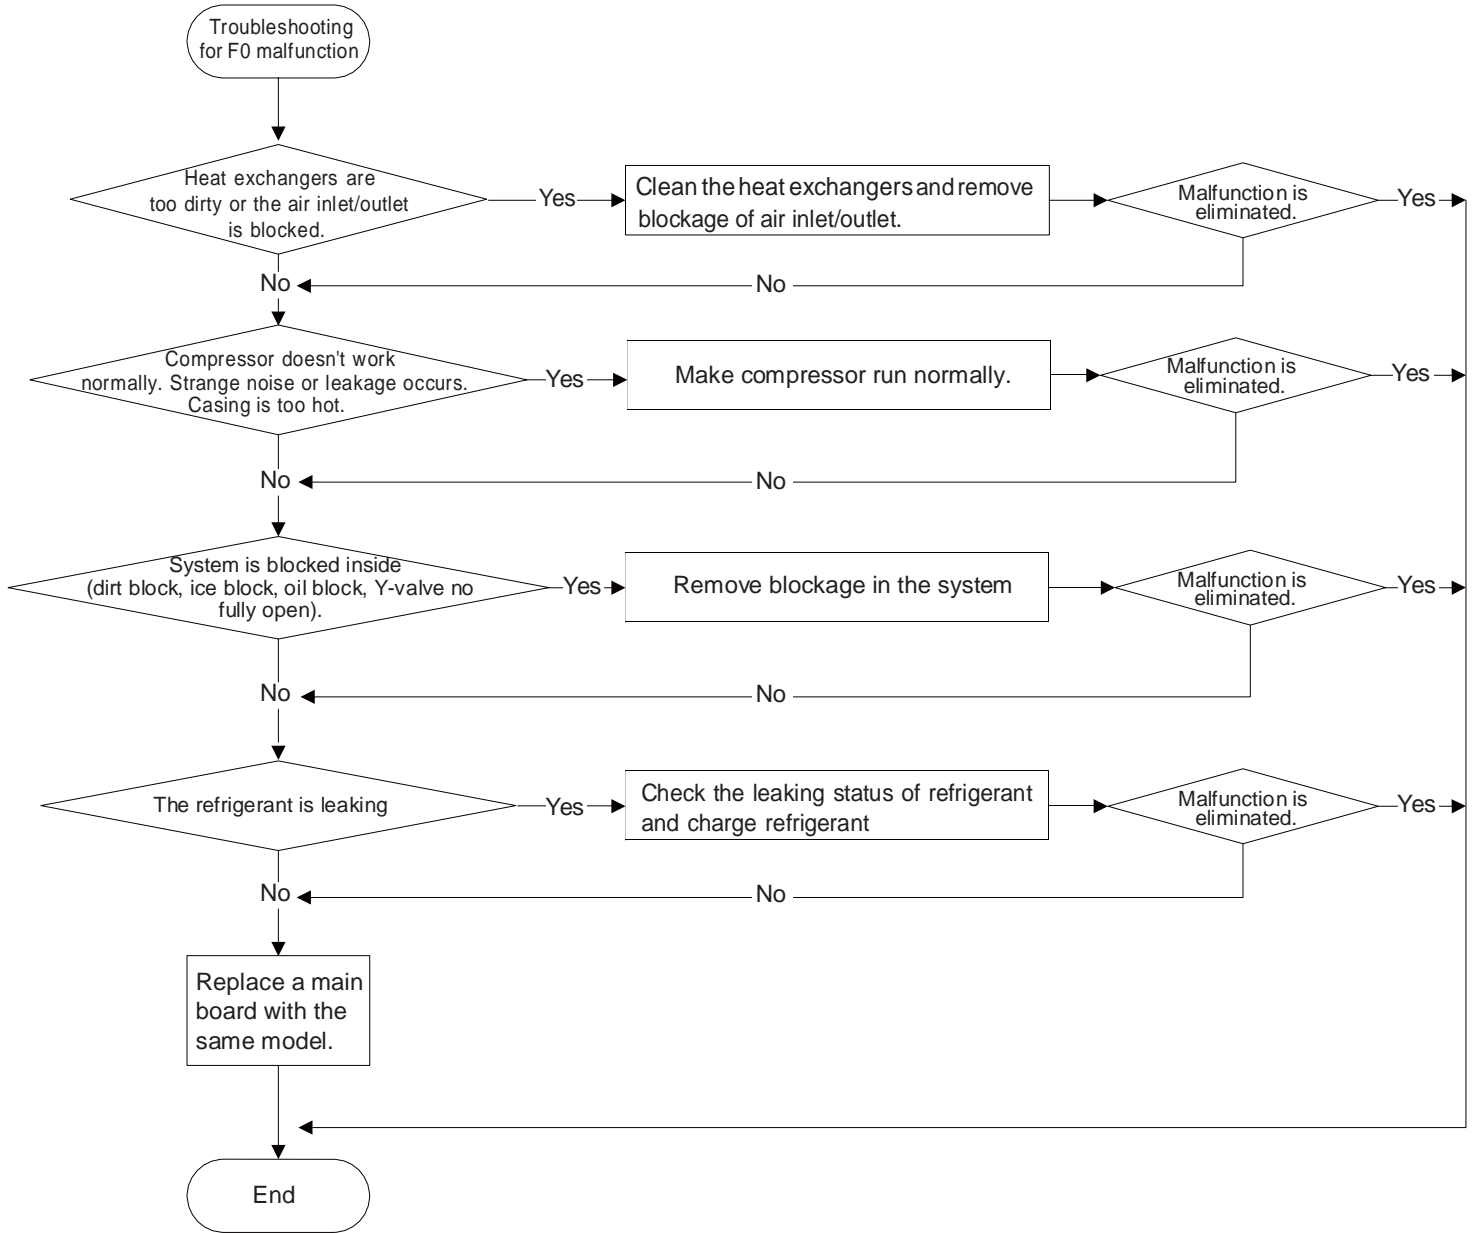 Troubleshooting
for F0 malfunction
Heat exchangers are
too dirty or the air inlet/outlet
is blocked.
Yes
Clean the heat exchangers and remove
blockage of air inlet/outlet.
Malfunction is
eliminated.
Yes
No
No
Compressor doesn't work
normally. Strange noise or leakage occurs.
Casing is too hot.
Yes
Make compressor run normally.
Malfunction is
eliminated.
Yes
No
No
System is blocked inside
(dirt block, ice block, oil block, Y-valve no
fully open).
Yes
Remove blockage in the system
Malfunction is
eliminated.
Yes
No
No
The refrigerant is leaking
Yes
Check the leaking status of refrigerant
and charge refrigerant
Malfunction is
eliminated.
Yes
No
No
Replace a main
board with the
same model.
End